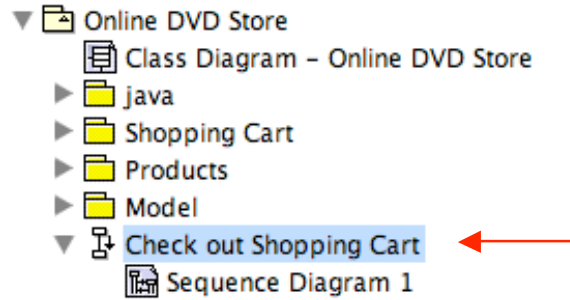 Online DVD Store
Class Diagram – Online DVD Store
java
Shopping Cart
Products
Model
Check out Shopping Cart
Sequence Diagram 1